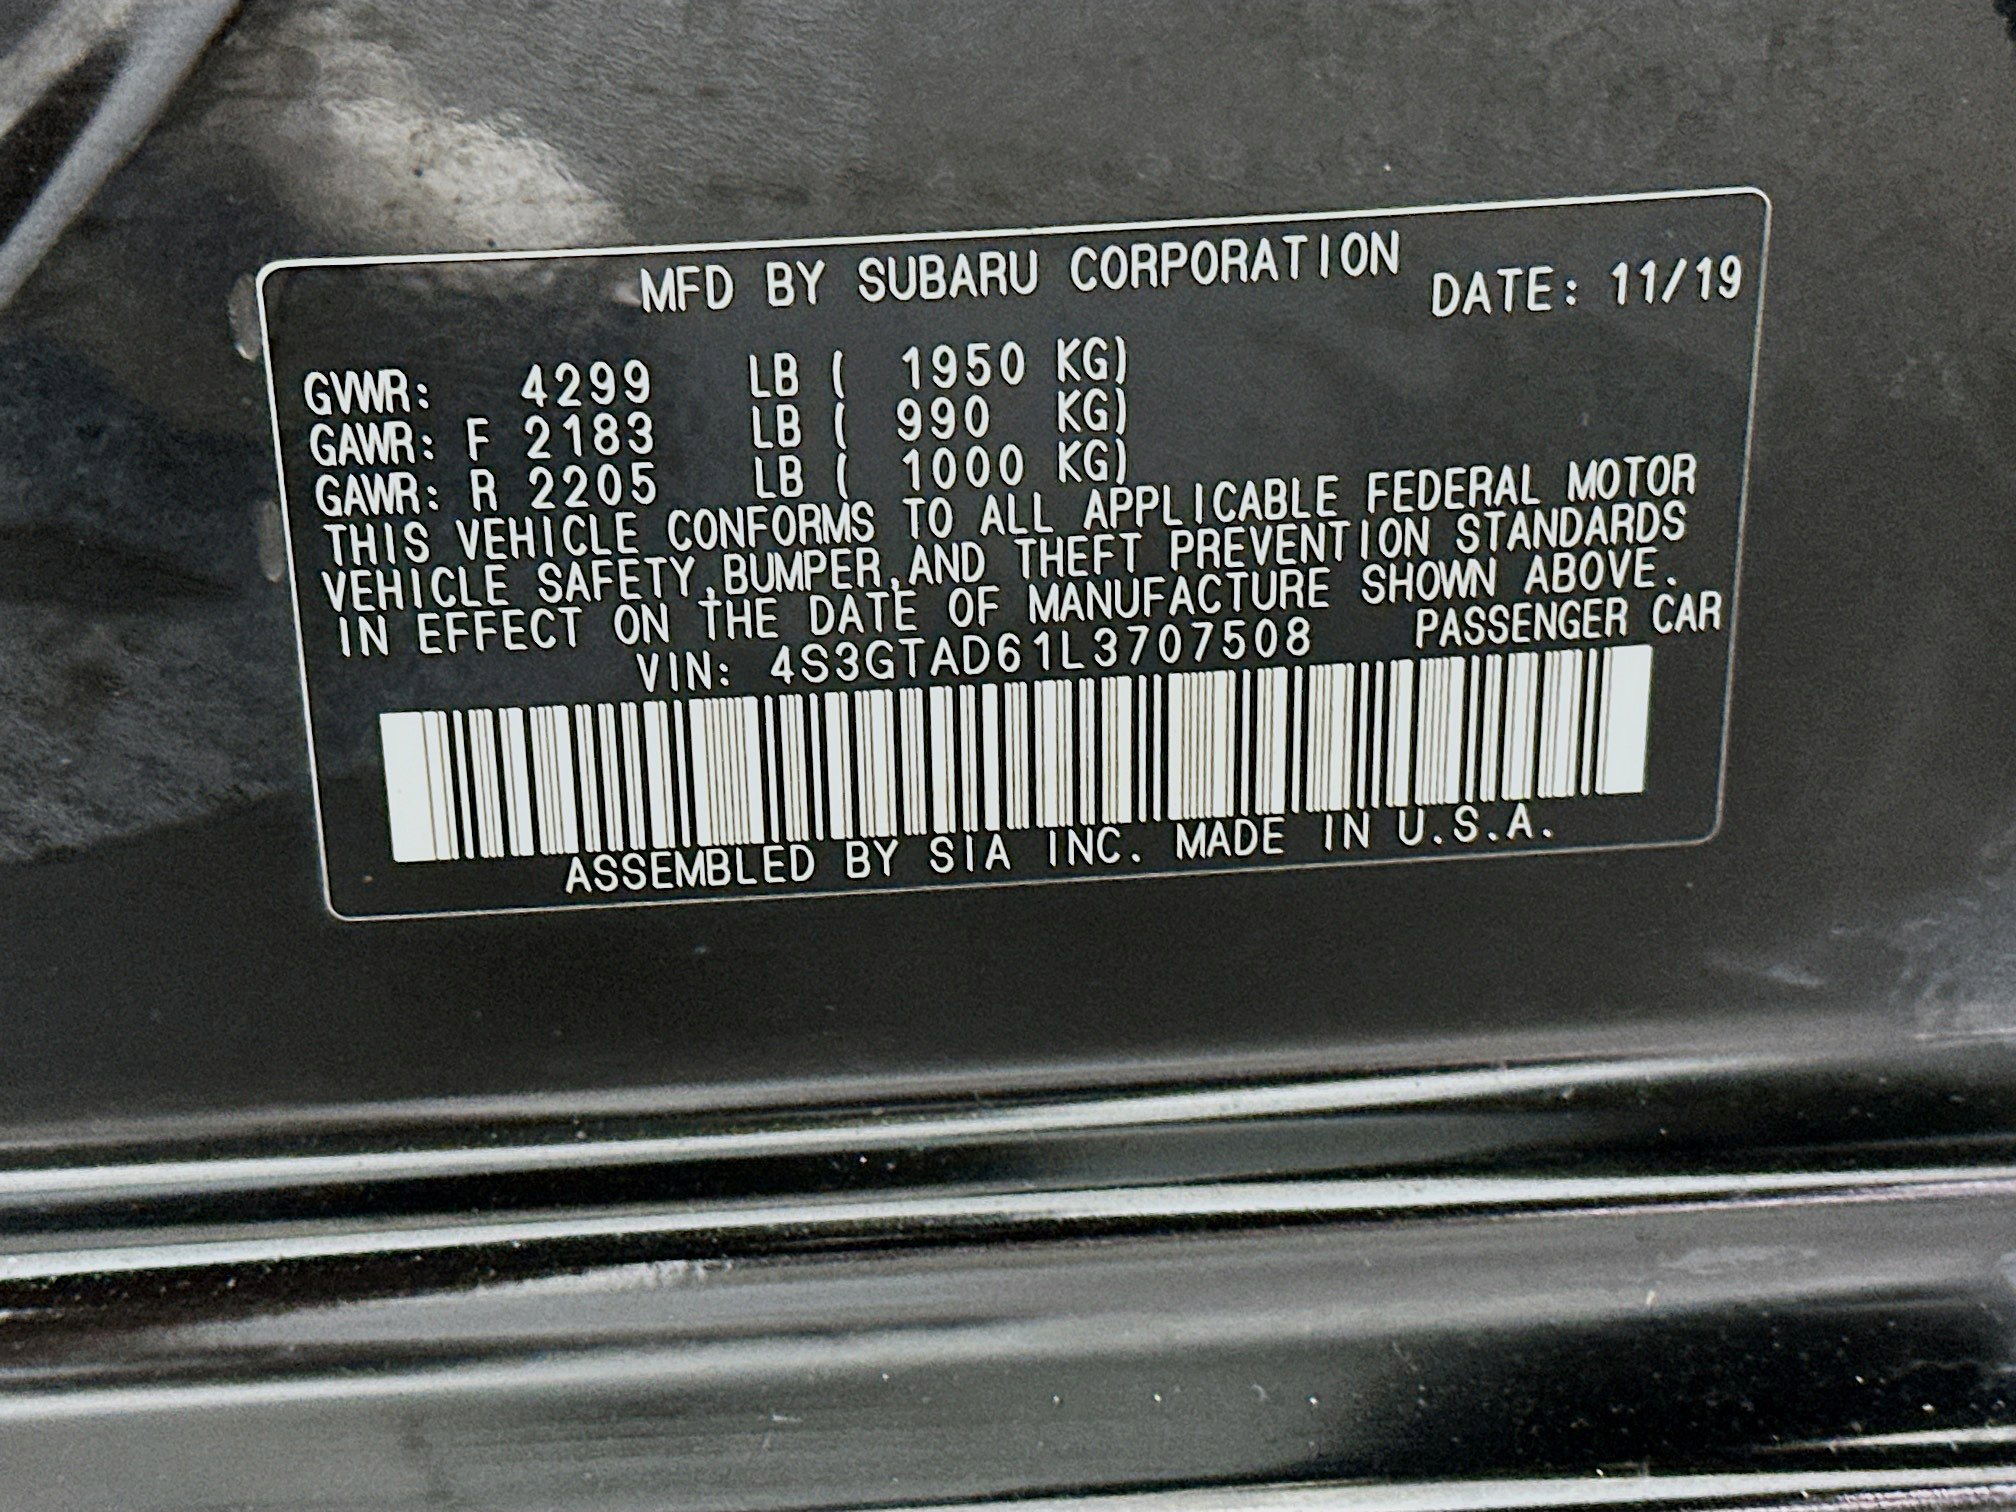 MFD BY SUBARU CORPORATION DATE: 11/19
GVWR: 4299 LB ( 1950 KG)
GAWR: F 2183 LB ( 990 KG)
GAWR: R 2205 LB ( 1000 KG)
THIS VEHICLE CONFORMS TO ALL APPLICABLE FEDERAL MOTOR
VEHICLE SAFETY,BUMPER,AND THEFT PREVENTION STANDARDS
IN EFFECT ON THE DATE OF MANUFACTURE SHOWN ABOVE.
VIN: 4S3GTAD61L3707508 PASSENGER CAR
ASSEMBLED BY SIA INC. MADE IN U.S.A.